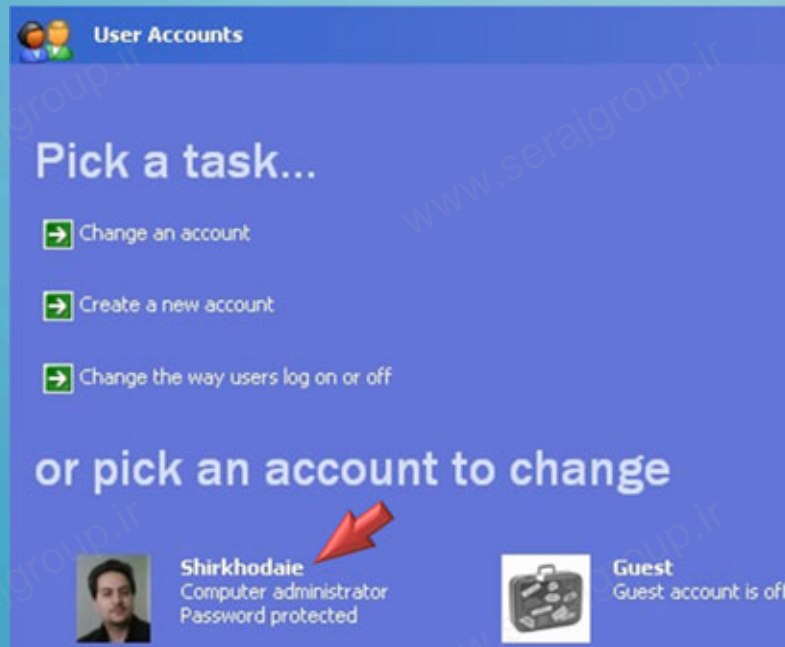 User Accounts
Pick a task...
Change an account
Create a new account
Change the way users log on or off
or pick an account to change
Shirkhodaie
Computer administrator
Password protected
Guest
Guest account is off
www.serajgroup.ir